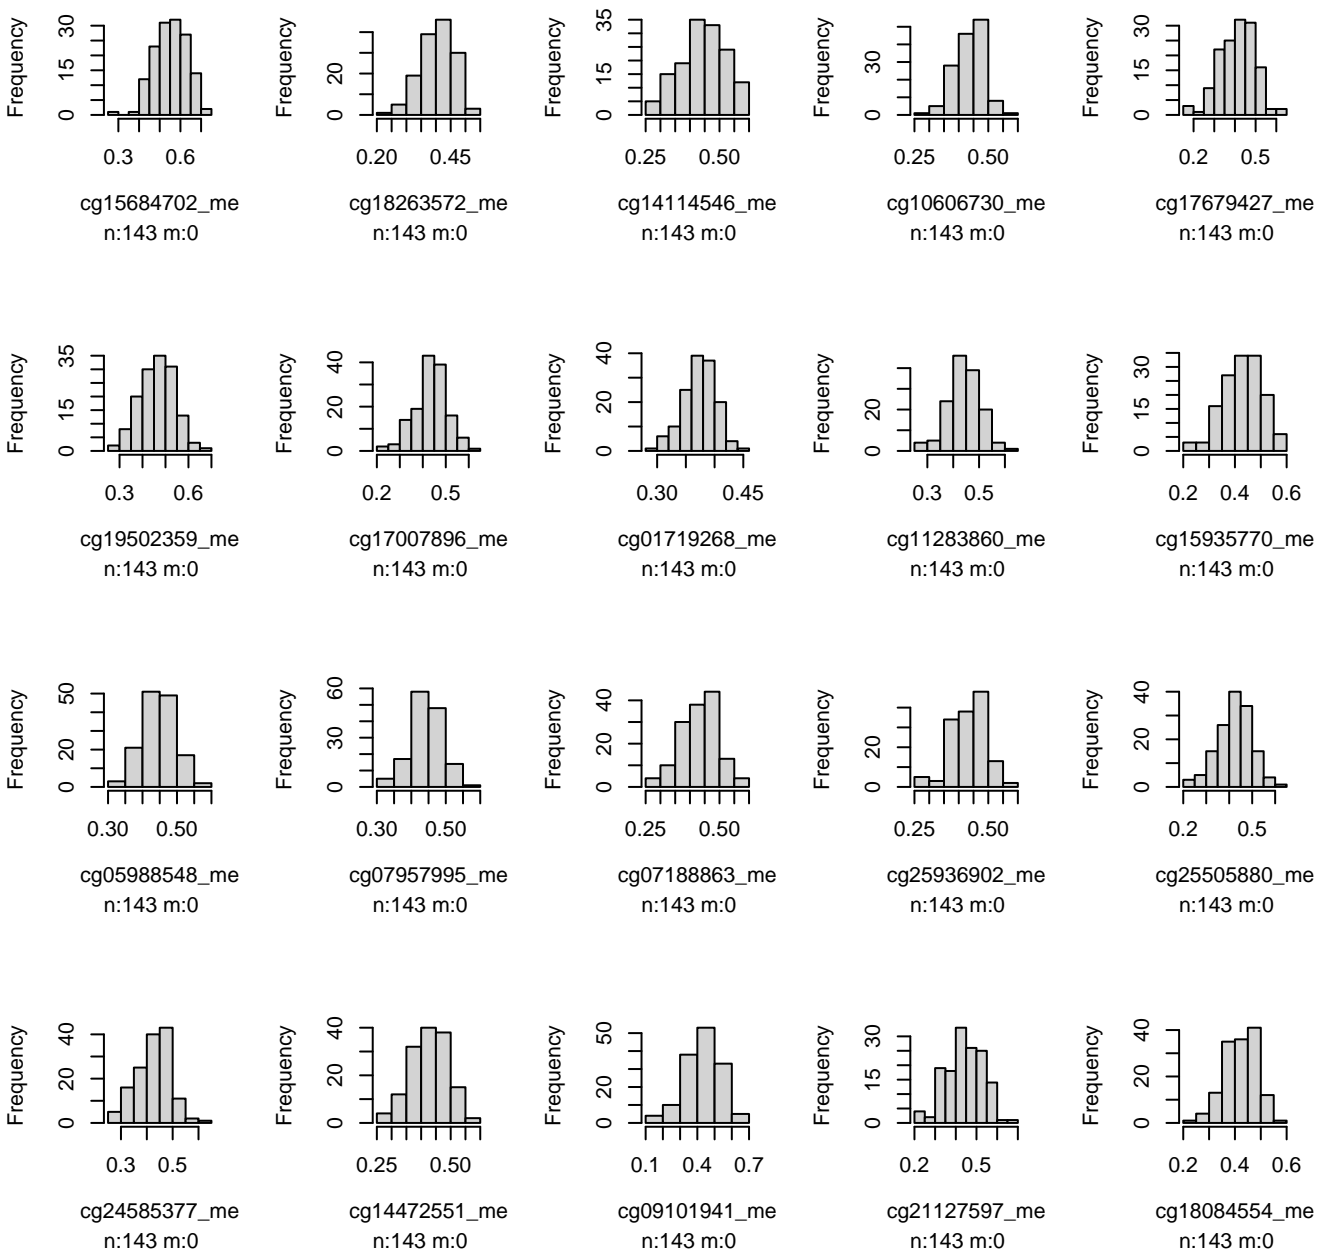 Frequency
0 15 30
0.3 0.6
cg15684702_me
n:143 m:0
Frequency
0 20
0.20 0.45
cg18263572_me
n:143 m:0
Frequency
0 15 35
0.25 0.50
cg14114546_me
n:143 m:0
Frequency
0 30
0.25 0.50
cg10606730_me
n:143 m:0
Frequency
0 15 30
0.2 0.5
cg17679427_me
n:143 m:0
Frequency
0 15 35
0.3 0.6
cg19502359_me
n:143 m:0
Frequency
0 20 40
0.2 0.5
cg17007896_me
n:143 m:0
Frequency
0 20 40
0.30 0.45
cg01719268_me
n:143 m:0
Frequency
0 20
0.3 0.5
cg11283860_me
n:143 m:0
Frequency
0 15 30
0.2 0.4 0.6
cg15935770_me
n:143 m:0
Frequency
0 20 50
0.30 0.50
cg05988548_me
n:143 m:0
Frequency
0 30 60
0.30 0.50
cg07957995_me
n:143 m:0
Frequency
0 20 40
0.25 0.50
cg07188863_me
n:143 m:0
Frequency
0 20
0.25 0.50
cg25936902_me
n:143 m:0
Frequency
0 20 40
0.2 0.5
cg25505880_me
n:143 m:0
Frequency
0 20 40
0.3 0.5
cg24585377_me
n:143 m:0
Frequency
0 20 40
0.25 0.50
cg14472551_me
n:143 m:0
Frequency
0 20 50
0.1 0.4 0.7
cg09101941_me
n:143 m:0
Frequency
0 15 30
0.2 0.5
cg21127597_me
n:143 m:0
Frequency
0 20 40
0.2 0.4 0.6
cg18084554_me
n:143 m:0